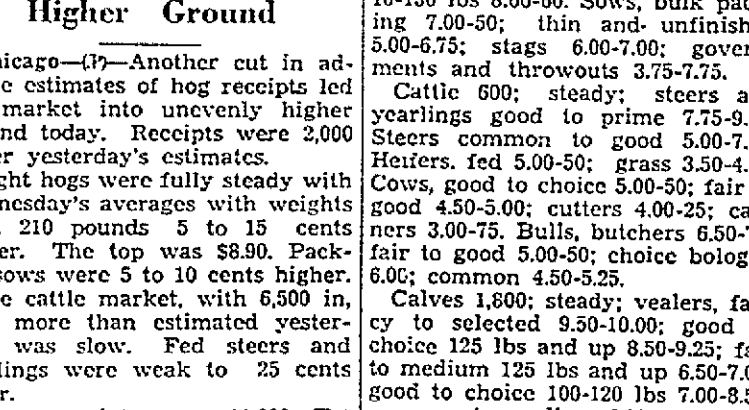 Higher Ground
hicago—(P)—Another cut in ad-
e estimates of hog receipts led
market into unevenly higher
nd today. Receipts were 2,000
r yesterday's estimates.
ght hogs were fully steady with
nesday's averages with weights
210 pounds 5 to 15 cents
er. The top was $8.90. Pack-
sows were 5 to 10 cents higher.
e cattle market, with 6,500 in,
more than estimated yester-
was slow. Fed steers and
lings were weak to 25 cents
r.
lbs Sows, bulk pac
ing 7.00-50; thin and- unfinish
5.00-6.75; stags 6.00-7.00; gover
ments and throwouts 3.75-7.75.
Cattle 600; steady; steers a
yearlings good to prime 7.75-9.
Steers common to good 5.00-7.
Heifers. fed 5.00-50; grass 3.50-4.
Cows, good to choice 5.00-50; fair
good 4.50-5.00; cutters 4.00-25; ca
ners 3.00-75. Bulls, butchers 6.50-7
fair to good 5.00-50; choice bolog
6.00; common 4.50-5.25.
Calves 1,800; steady; vealers, fa
cy to selected 9.50-10.00; good
choice 125 lbs and up 8.50-9.25; fa
to medium 125 lbs and up 6.50-7.0
good to choice 100-120 lbs 7.00-8.5